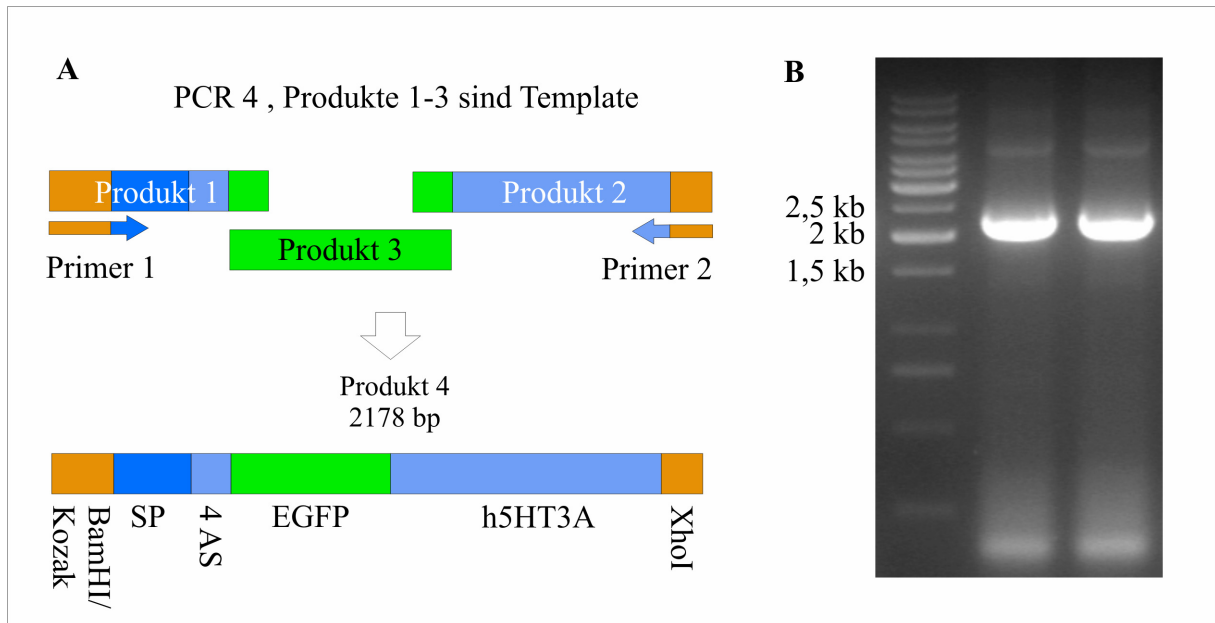 A
PCR 4 , Produkte 1-3 sind Template
Produkt 1
Produkt 2
Primer 1
Produkt 3
Primer 2
Produkt 4
2178 bp
Kozak
BamHI/
SP
4 AS
EGFP
h5HT3A
XhoI
B
2,5 kb
2 kb
1,5 kb